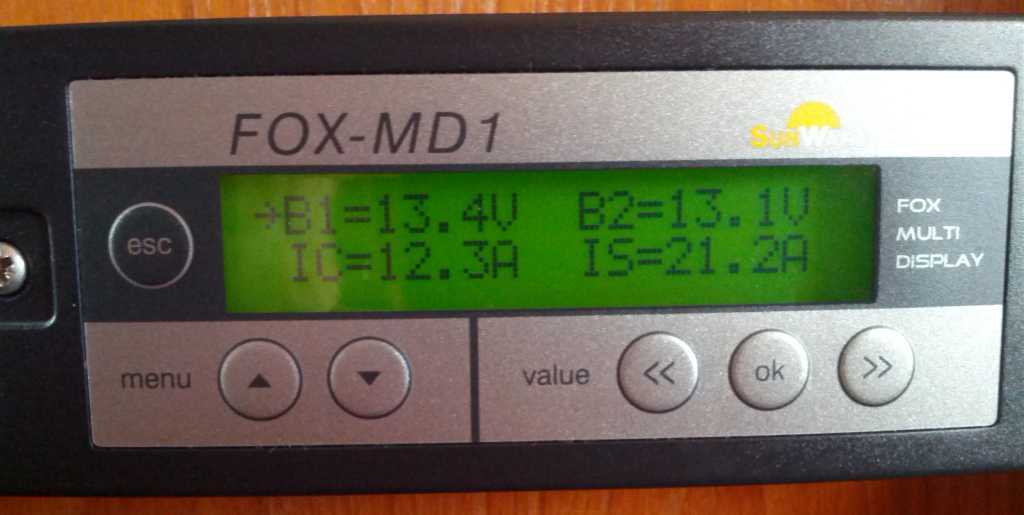 FOX-MD1
esc
→B1=13.4V B2=13.1V
IC=12.3A IS=21.2A
FOX
MULTI
DISPLAY
menu
value
<<
ok
>>